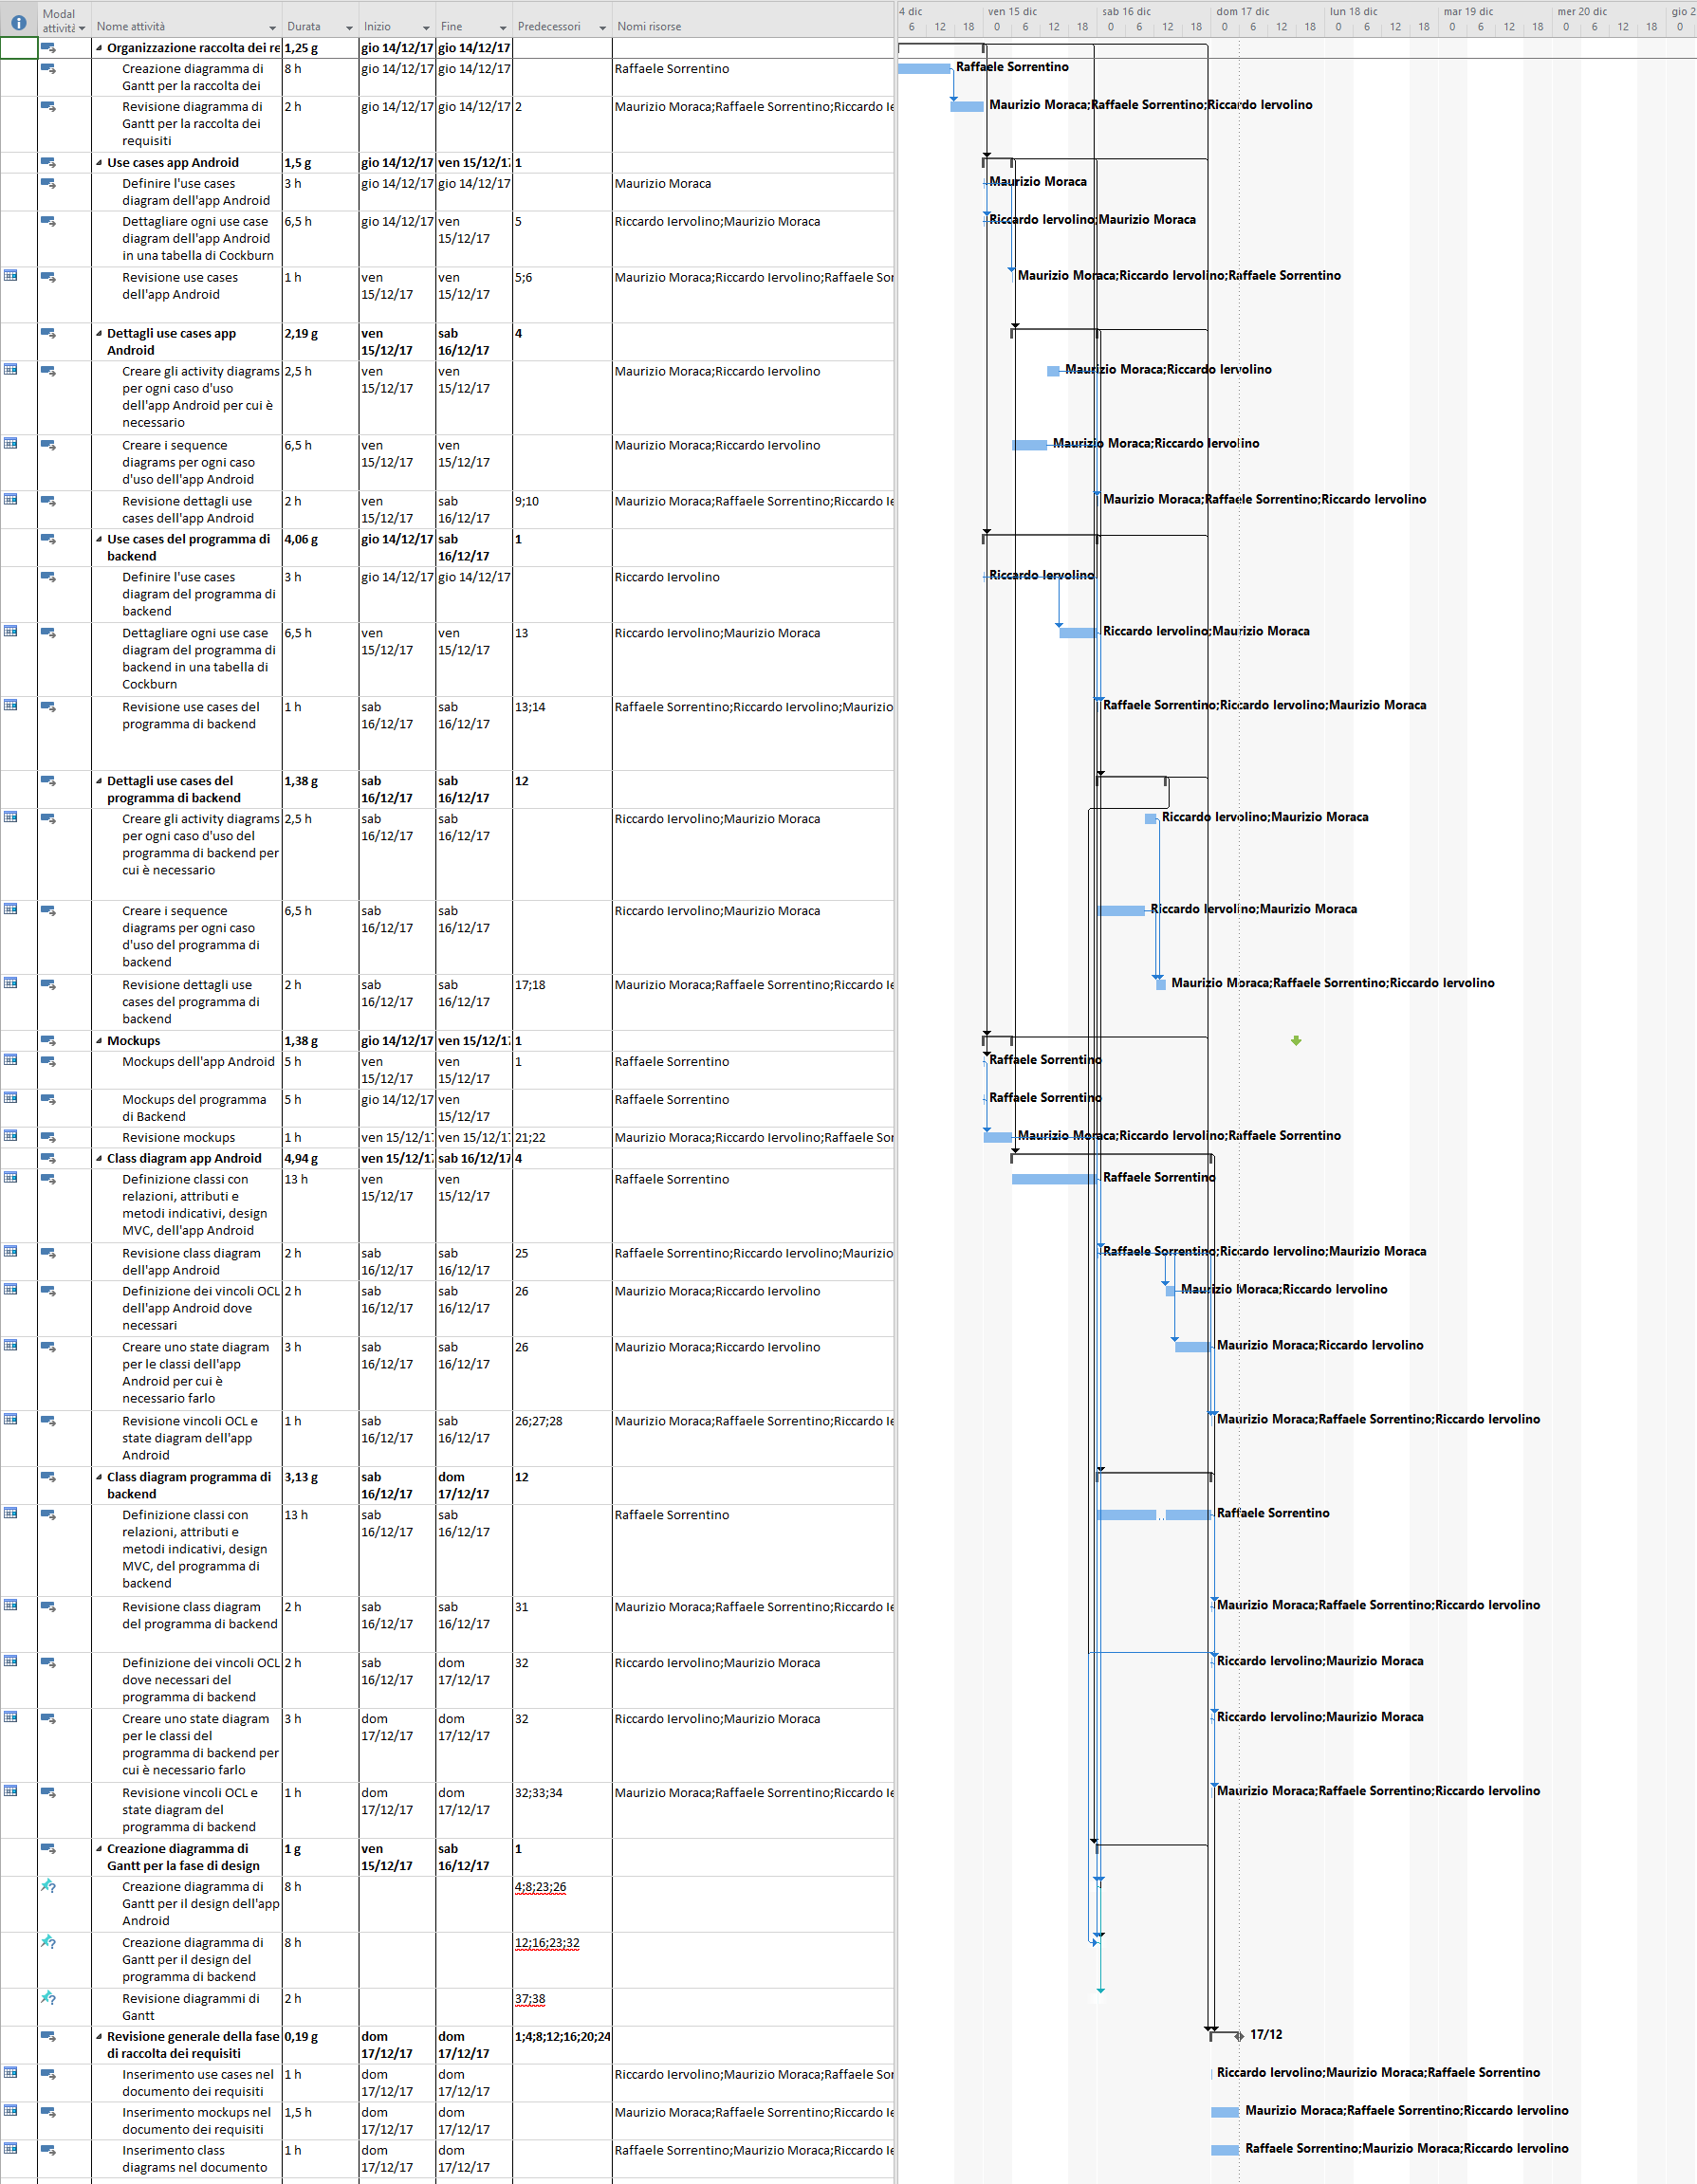 Modal
attività
Nome attività
Durata
Inizio
Fine
Predecessori
Nomi risorse
4 dic
ven 15 dic
sab 16 dic
dom 17 dic
lun 18 dic
mar 19 dic
mer 20 dic
gio 2
6 12 18 0 6 12 18 0 6 12 18 0 6 12 18 0 6 12 18 0 6 12 18 0 6 12 18 0
Organizzazione raccolta dei re 1,25 g gio 14/12/17 gio 14/12/17
Creazione diagramma di 8 h gio 14/12/17 gio 14/12/17 Raffaele Sorrentino Raffaele Sorrentino
Gantt per la raccolta dei
Revisione diagramma di 2 h gio 14/12/17 gio 14/12/17 2 Maurizio Moraca;Raffaele Sorrentino;Riccardo Ie Maurizio Moraca;Raffaele Sorrentino;Riccardo Iervolino
Gantt per la raccolta dei
requisiti
Use cases app Android 1,5 g gio 14/12/17 ven 15/12/1 1
Definire l'use cases 3 h gio 14/12/17 gio 14/12/17 Maurizio Moraca Maurizio Moraca
diagram dell'app Android
Dettagliare ogni use case 6,5 h gio 14/12/17 ven 5 Riccardo Iervolino;Maurizio Moraca Riccardo Iervolino;Maurizio Moraca
diagram dell'app Android 15/12/17
in una tabella di Cockburn
Revisione use cases 1 h ven ven 5;6 Maurizio Moraca;Riccardo Iervolino;Raffaele Sor Maurizio Moraca;Riccardo Iervolino;Raffaele Sorrentino
dell'app Android 15/12/17 15/12/17
Dettagli use cases app 2,19 g ven sab 4
Android 15/12/17 16/12/17
Creare gli activity diagrams 2,5 h ven ven Maurizio Moraca;Riccardo Iervolino Maurizio Moraca;Riccardo Iervolino
per ogni caso d'uso 15/12/17 15/12/17
dell'app Android per cui è
necessario
Creare i sequence 6,5 h ven ven Maurizio Moraca;Riccardo Iervolino Maurizio Moraca;Riccardo Iervolino
diagrams per ogni caso 15/12/17 15/12/17
d'uso dell'app Android
Revisione dettagli use 2 h ven sab 9;10 Maurizio Moraca;Raffaele Sorrentino;Riccardo Ie Maurizio Moraca;Raffaele Sorrentino;Riccardo Iervolino
cases dell'app Android 15/12/17 16/12/17
Use cases del programma di 4,06 g gio 14/12/17 sab 1
backend 16/12/17
Definire l'use cases 3 h gio 14/12/17 gio 14/12/17 Riccardo Iervolino Riccardo Iervolino
diagram del programma di
backend
Dettagliare ogni use case 6,5 h ven ven 13 Riccardo Iervolino;Maurizio Moraca Riccardo Iervolino;Maurizio Moraca
diagram del programma di 15/12/17 15/12/17
backend in una tabella di
Cockburn
Revisione use cases del 1 h sab sab 13;14 Raffaele Sorrentino;Riccardo Iervolino;Maurizio Raffaele Sorrentino;Riccardo Iervolino;Maurizio Moraca
programma di backend 16/12/17 16/12/17
Dettagli use cases del 1,38 g sab sab 12
programma di backend 16/12/17 16/12/17
Creare gli activity diagrams 2,5 h sab sab Riccardo Iervolino;Maurizio Moraca Riccardo Iervolino;Maurizio Moraca
per ogni caso d'uso del 16/12/17 16/12/17
programma di backend per
cui è necessario
Creare i sequence 6,5 h sab sab Riccardo Iervolino;Maurizio Moraca Riccardo Iervolino;Maurizio Moraca
diagrams per ogni caso 16/12/17 16/12/17
d'uso del programma di
backend
Revisione dettagli use 2 h sab sab 17;18 Maurizio Moraca;Raffaele Sorrentino;Riccardo Ie Maurizio Moraca;Raffaele Sorrentino;Riccardo Iervolino
cases del programma di 16/12/17 16/12/17
backend
Mockups 1,38 g gio 14/12/17 ven 15/12/1 1
Mockups dell'app Android 5 h ven ven 1 Raffaele Sorrentino Raffaele Sorrentino
15/12/17 15/12/17
Mockups del programma 5 h gio 14/12/17 ven Raffaele Sorrentino Raffaele Sorrentino
di Backend 15/12/17
Revisione mockups 1 h ven 15/12/1 ven 15/12/1 21;22 Maurizio Moraca;Riccardo Iervolino;Raffaele Sor Maurizio Moraca;Riccardo Iervolino;Raffaele Sorrentino
Class diagram app Android 4,94 g ven 15/12/1 sab 16/12/1 4
Definizione classi con 13 h ven ven Raffaele Sorrentino Raffaele Sorrentino
relazioni, attributi e 15/12/17 15/12/17
metodi indicativi, design
MVC, dell'app Android
Revisione class diagram 2 h sab sab 25 Raffaele Sorrentino;Riccardo Iervolino;Maurizio Raffaele Sorrentino;Riccardo Iervolino;Maurizio Moraca
dell'app Android 16/12/17 16/12/17
Definizione dei vincoli OCL 2 h sab sab 26 Maurizio Moraca;Riccardo Iervolino Maurizio Moraca;Riccardo Iervolino
dell'app Android dove 16/12/17 16/12/17
necessari
Creare uno state diagram 3 h sab sab 26 Maurizio Moraca;Riccardo Iervolino Maurizio Moraca;Riccardo Iervolino
per le classi dell'app 16/12/17 16/12/17
Android per cui è
necessario farlo
Revisione vincoli OCL e 1 h sab sab 26;27;28 Maurizio Moraca;Raffaele Sorrentino;Riccardo Ie Maurizio Moraca;Raffaele Sorrentino;Riccardo Iervolino
state diagram dell'app 16/12/17 16/12/17
Android
Class diagram programma di 3,13 g sab dom 12
backend 16/12/17 17/12/17
Definizione classi con 13 h sab sab Raffaele Sorrentino Raffaele Sorrentino
relazioni, attributi e 16/12/17 16/12/17
metodi indicativi, design
MVC, del programma di
backend
Revisione class diagram 2 h sab sab 31 Maurizio Moraca;Raffaele Sorrentino;Riccardo Ie Maurizio Moraca;Raffaele Sorrentino;Riccardo Iervolino
del programma di backend 16/12/17 16/12/17
Definizione dei vincoli OCL 2 h sab dom 32 Riccardo Iervolino;Maurizio Moraca Riccardo Iervolino;Maurizio Moraca
dove necessari del 16/12/17 17/12/17
programma di backend
Creare uno state diagram 3 h dom dom 32 Riccardo Iervolino;Maurizio Moraca Riccardo Iervolino;Maurizio Moraca
per le classi del 17/12/17 17/12/17
programma di backend per
cui è necessario farlo
Revisione vincoli OCL e 1 h dom dom 32;33;34 Maurizio Moraca;Raffaele Sorrentino;Riccardo Ie Maurizio Moraca;Raffaele Sorrentino;Riccardo Iervolino
state diagram del 17/12/17 17/12/17
programma di backend
Creazione diagramma di 1 g ven sab 1
Gantt per la fase di design 15/12/17 16/12/17
Creazione diagramma di 8 h 4;8;23;26
Gantt per il design dell'app
Android
Creazione diagramma di 8 h 12;16;23;32
Gantt per il design del
programma di backend
Revisione diagrammi di 2 h 37;38
Gantt
Revisione generale della fase 0,19 g dom dom 1;4;8;12;16;20;24 17/12
di raccolta dei requisiti 17/12/17 17/12/17
Inserimento use cases nel 1 h dom dom Riccardo Iervolino;Maurizio Moraca;Raffaele Sor Riccardo Iervolino;Maurizio Moraca;Raffaele Sorrentino
documento dei requisiti 17/12/17 17/12/17
Inserimento mockups nel 1,5 h dom dom Maurizio Moraca;Raffaele Sorrentino;Riccardo Ie Maurizio Moraca;Raffaele Sorrentino;Riccardo Iervolino
documento dei requisiti 17/12/17 17/12/17
Inserimento class 1 h dom dom Raffaele Sorrentino;Maurizio Moraca;Riccardo Ie Raffaele Sorrentino;Maurizio Moraca;Riccardo Iervolino
diagrams nel documento 17/12/17 17/12/17